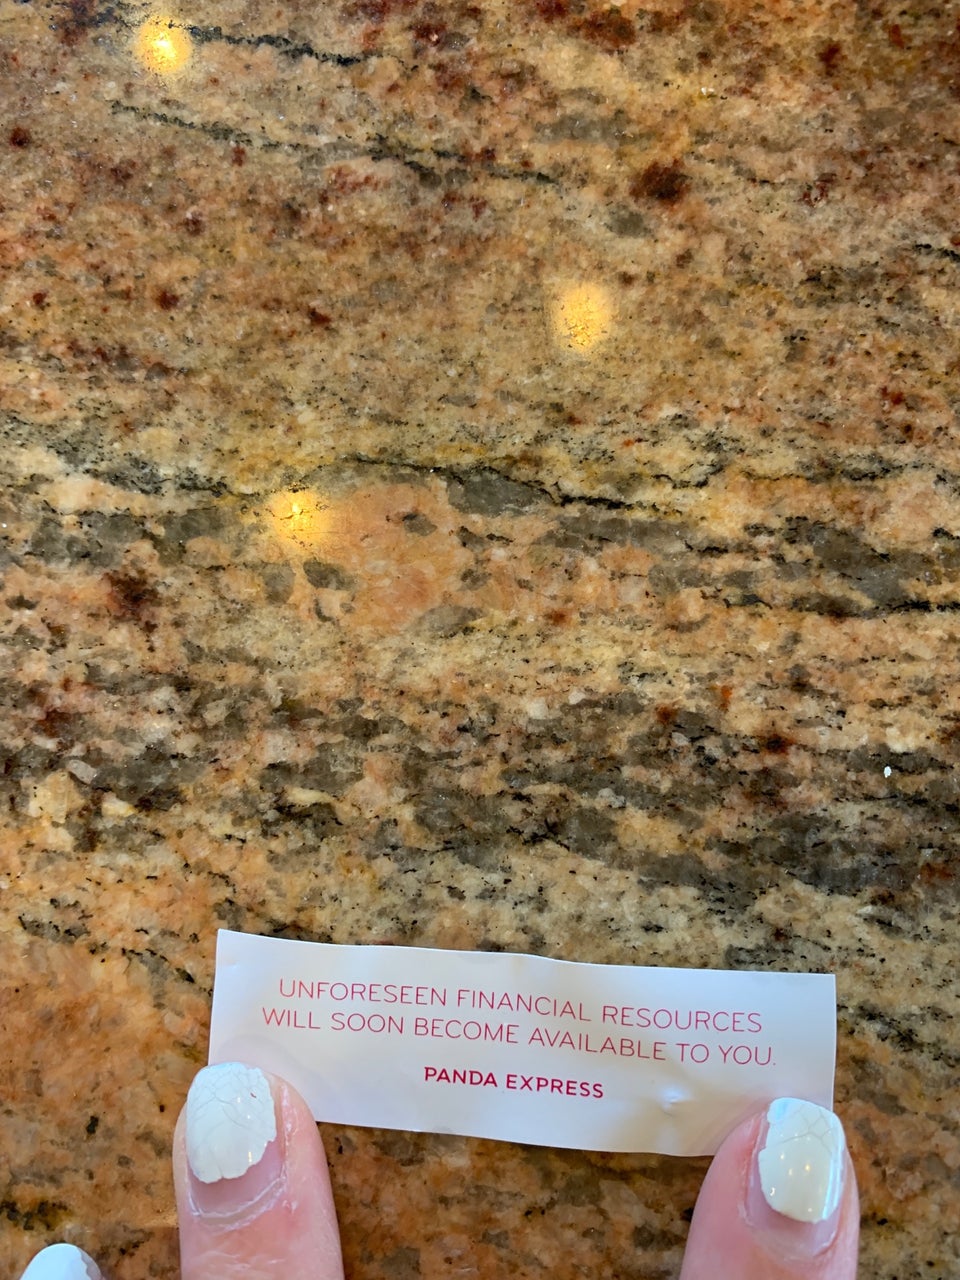 UNFORESEEN FINANCIAL RESOURCES
WILL SOON BECOME AVAILABLE TO YOU.
PANDA EXPRESS